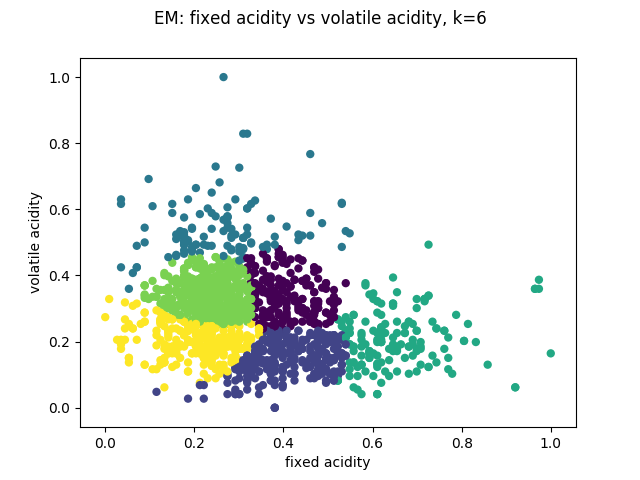 EM: fixed acidity vs volatile acidity, k=6
1.0
0.8
0.6
0.4
0.2
0.0
volatile acidity
0.0 0.2 0.4 0.6 0.8 1.0
fixed acidity